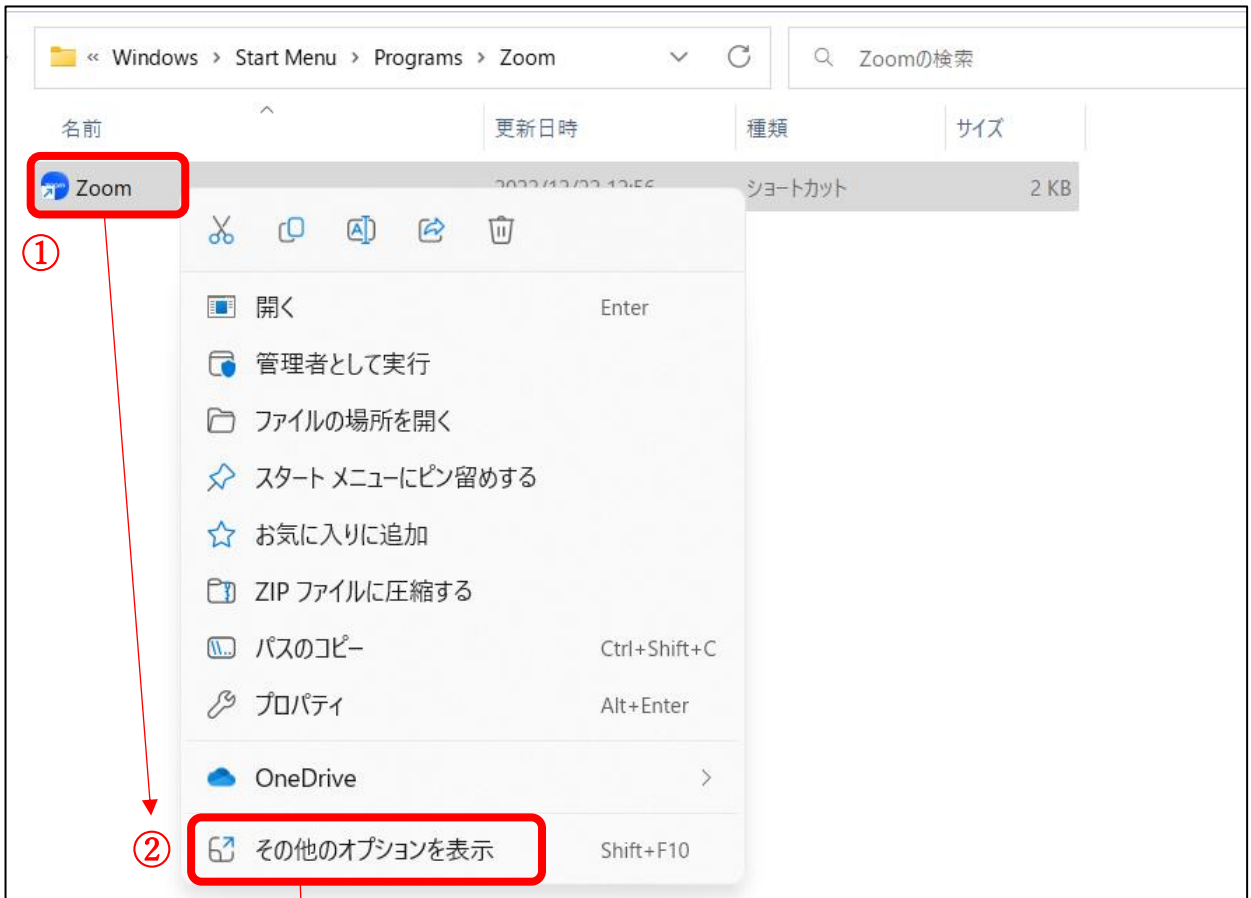 « Windows > Start Menu > Programs > Zoom
Zoomの検索
名前 更新日時 種類 サイズ
Zoom ショートカット 2 KB
①
開く Enter
管理者として実行
ファイルの場所を開く
スタート メニューにピン留めする
お気に入りに追加
ZIP ファイルに圧縮する
パスのコピー Ctrl+Shift+C
プロパティ Alt+Enter
OneDrive
② その他のオプションを表示 Shift+F10